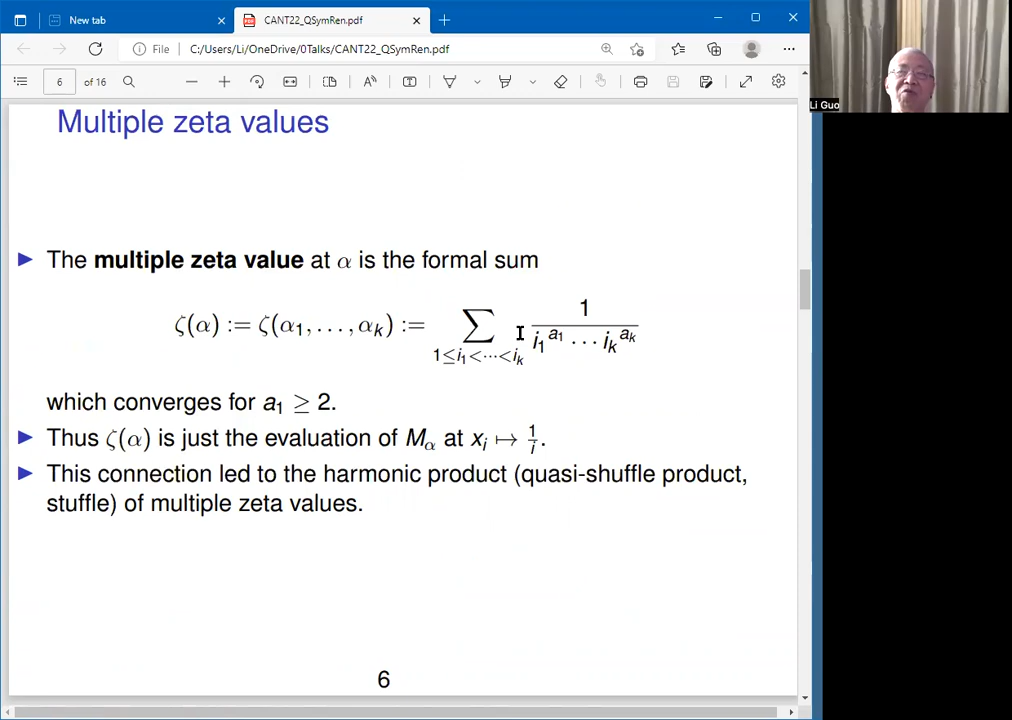 New tab
CANT22_QSymRen.pdf
File
C:/Users/Li/OneDrive/0Talks/CANT22_QSymRen.pdf
6 of 16
Li Guo
Multiple zeta values
▶ The multiple zeta value at α is the formal sum
ζ(α) := ζ(α₁, . . . , αₖ) := ∑_{1≤i₁<···<iₖ} 1 / (i₁^{a₁} · · · iₖ^{aₖ})
which converges for a₁ ≥ 2.
▶ Thus ζ(α) is just the evaluation of M_α at xᵢ ↦ 1/i.
▶ This connection led to the harmonic product (quasi-shuffle product,
stuffle) of multiple zeta values.
6